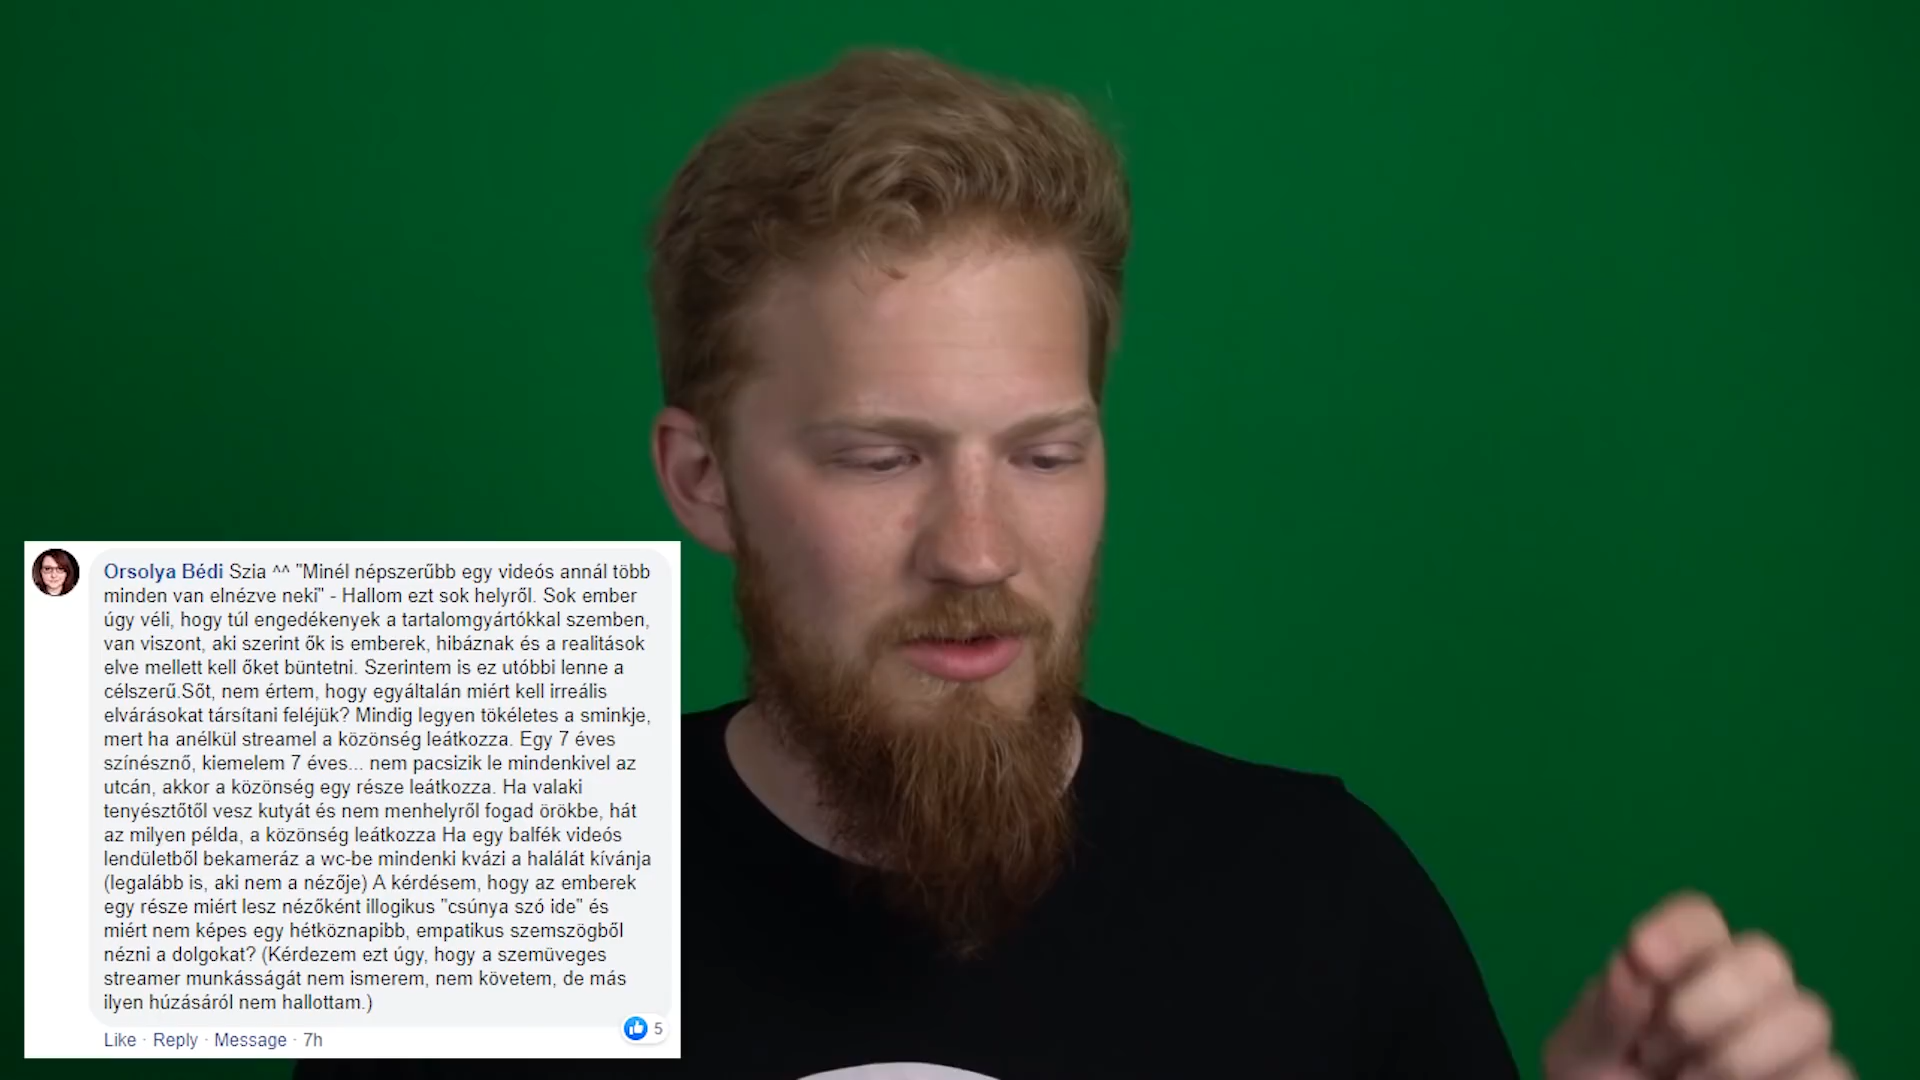 Orsolya Bédi Szia ^^ "Minél népszerűbb egy videós annál több
minden van elnézve neki" - Hallom ezt sok helyről. Sok ember
úgy véli, hogy túl engedékenyek a tartalomgyártókkal szemben,
van viszont, aki szerint ők is emberek, hibáznak és a realitások
elve mellett kell őket büntetni. Szerintem is ez utóbbi lenne a
célszerű.Sőt, nem értem, hogy egyáltalán miért kell irreális
elvárásokat társítani feléjük? Mindig legyen tökéletes a sminkje,
mert ha anélkül streamel a közönség leátkozza. Egy 7 éves
színésznő, kiemelem 7 éves... nem pacsizik le mindenkivel az
utcán, akkor a közönség egy része leátkozza. Ha valaki
tenyésztőtől vesz kutyát és nem menhelyről fogad örökbe, hát
az milyen példa, a közönség leátkozza Ha egy balfék videós
lendületből bekameráz a wc-be mindenki kvázi a halálát kívánja
(legalább is, aki nem a nézője) A kérdésem, hogy az emberek
egy része miért lesz nézőként illogikus "csúnya szó ide" és
miért nem képes egy hétköznapibb, empatikus szemszögből
nézni a dolgokat? (Kérdezem ezt úgy, hogy a szemüveges
streamer munkásságát nem ismerem, nem követem, de más
ilyen húzásáról nem hallottam.)
5
Like · Reply · Message · 7h